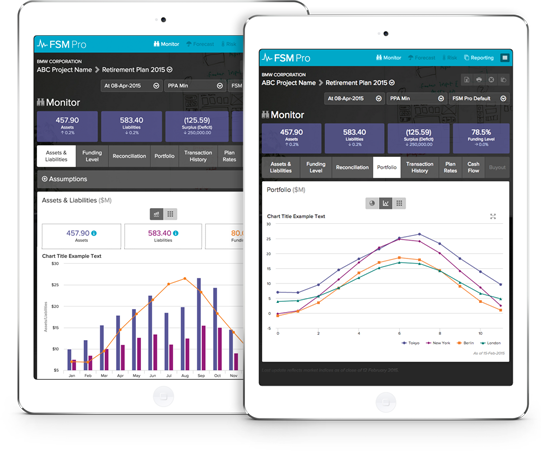 FSM Pro
Monitor
Forecast
Risk
BMW CORPORATION
ABC Project Name Retirement Plan 2015
At 08-Apr-2015
PPA Min
FSM
Monitor
457.90
Assets
0.2%
583.40
Liabilities
0.2%
(125.59)
Surplus (Deficit)
250,000.00
Assets & Liabilities
Funding Level
Reconciliation
Portfolio
Transaction History
Plan Rates
Assumptions
Assets & Liabilities ($M)
457.90
Assets
583.40
Liabilities
80.
Fund
Chart Title Example Text
Assets/Liabilities
$30
$25
$20
$15
$10
$5
Jan Feb Mar Apr May Jun Jul Aug Sep Oct Nov
FSM Pro
Monitor
Forecast
Risk
Reporting
BMW CORPORATION
ABC Project Name Retirement Plan 2015
At 08-Apr-2015
PPA Min
FSM Pro Default
Monitor
457.90
Assets
0.2%
583.40
Liabilities
0.2%
(125.59)
Surplus (Deficit)
250,000.00
78.5%
Funding Level
0.0%
Assets & Liabilities
Funding Level
Reconciliation
Portfolio
Transaction History
Plan Rates
Cash Flow
Buyout
Portfolio ($M)
Chart Title Example Text
0 2 4 6 8 10
Tokyo New York Berlin London
As of 19-Feb-2015